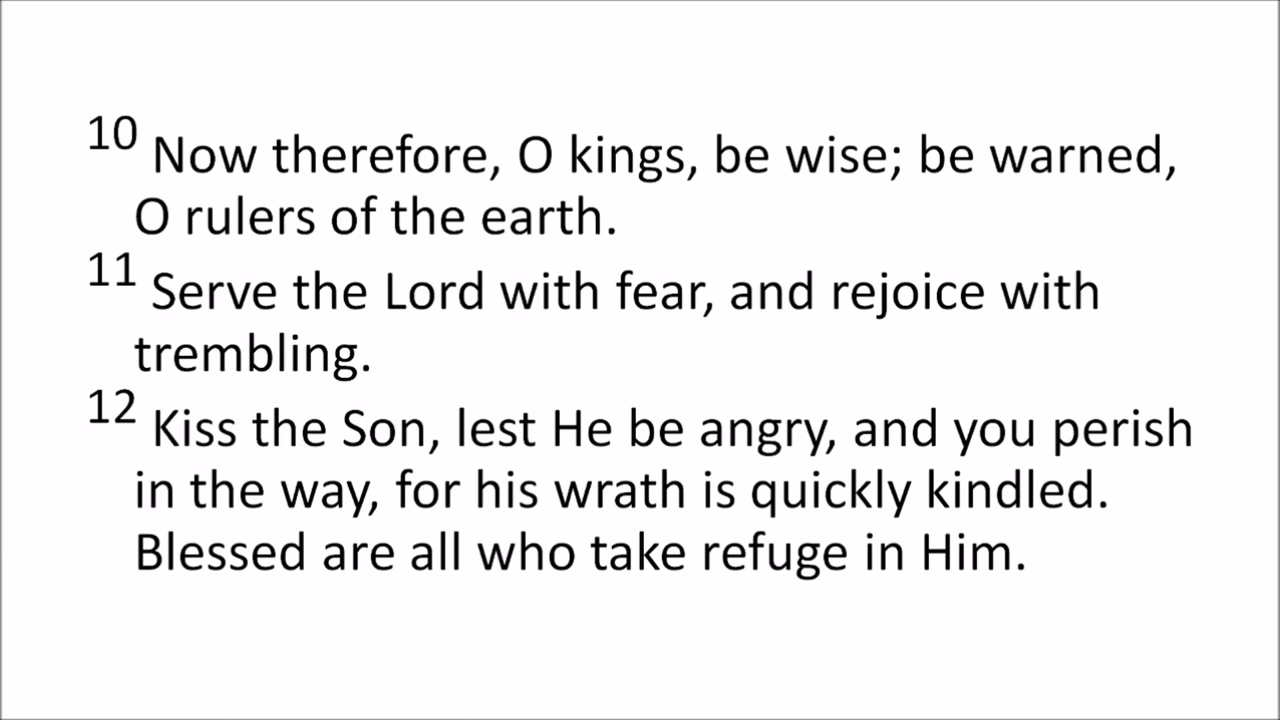 10 Now therefore, O kings, be wise; be warned,
O rulers of the earth.
11 Serve the Lord with fear, and rejoice with
trembling.
12 Kiss the Son, lest He be angry, and you perish
in the way, for his wrath is quickly kindled.
Blessed are all who take refuge in Him.